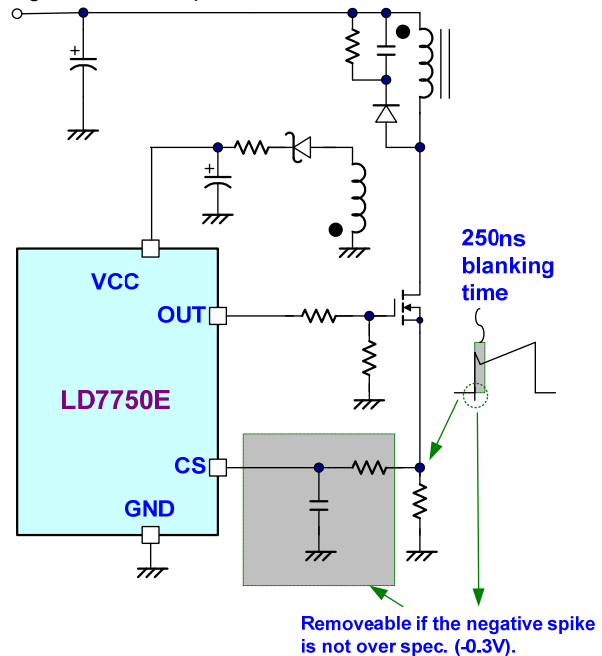 250ns
blanking
time
VCC
OUT
LD7750E
CS
GND
+
+
Removeable if the negative spike
is not over spec. (-0.3V).